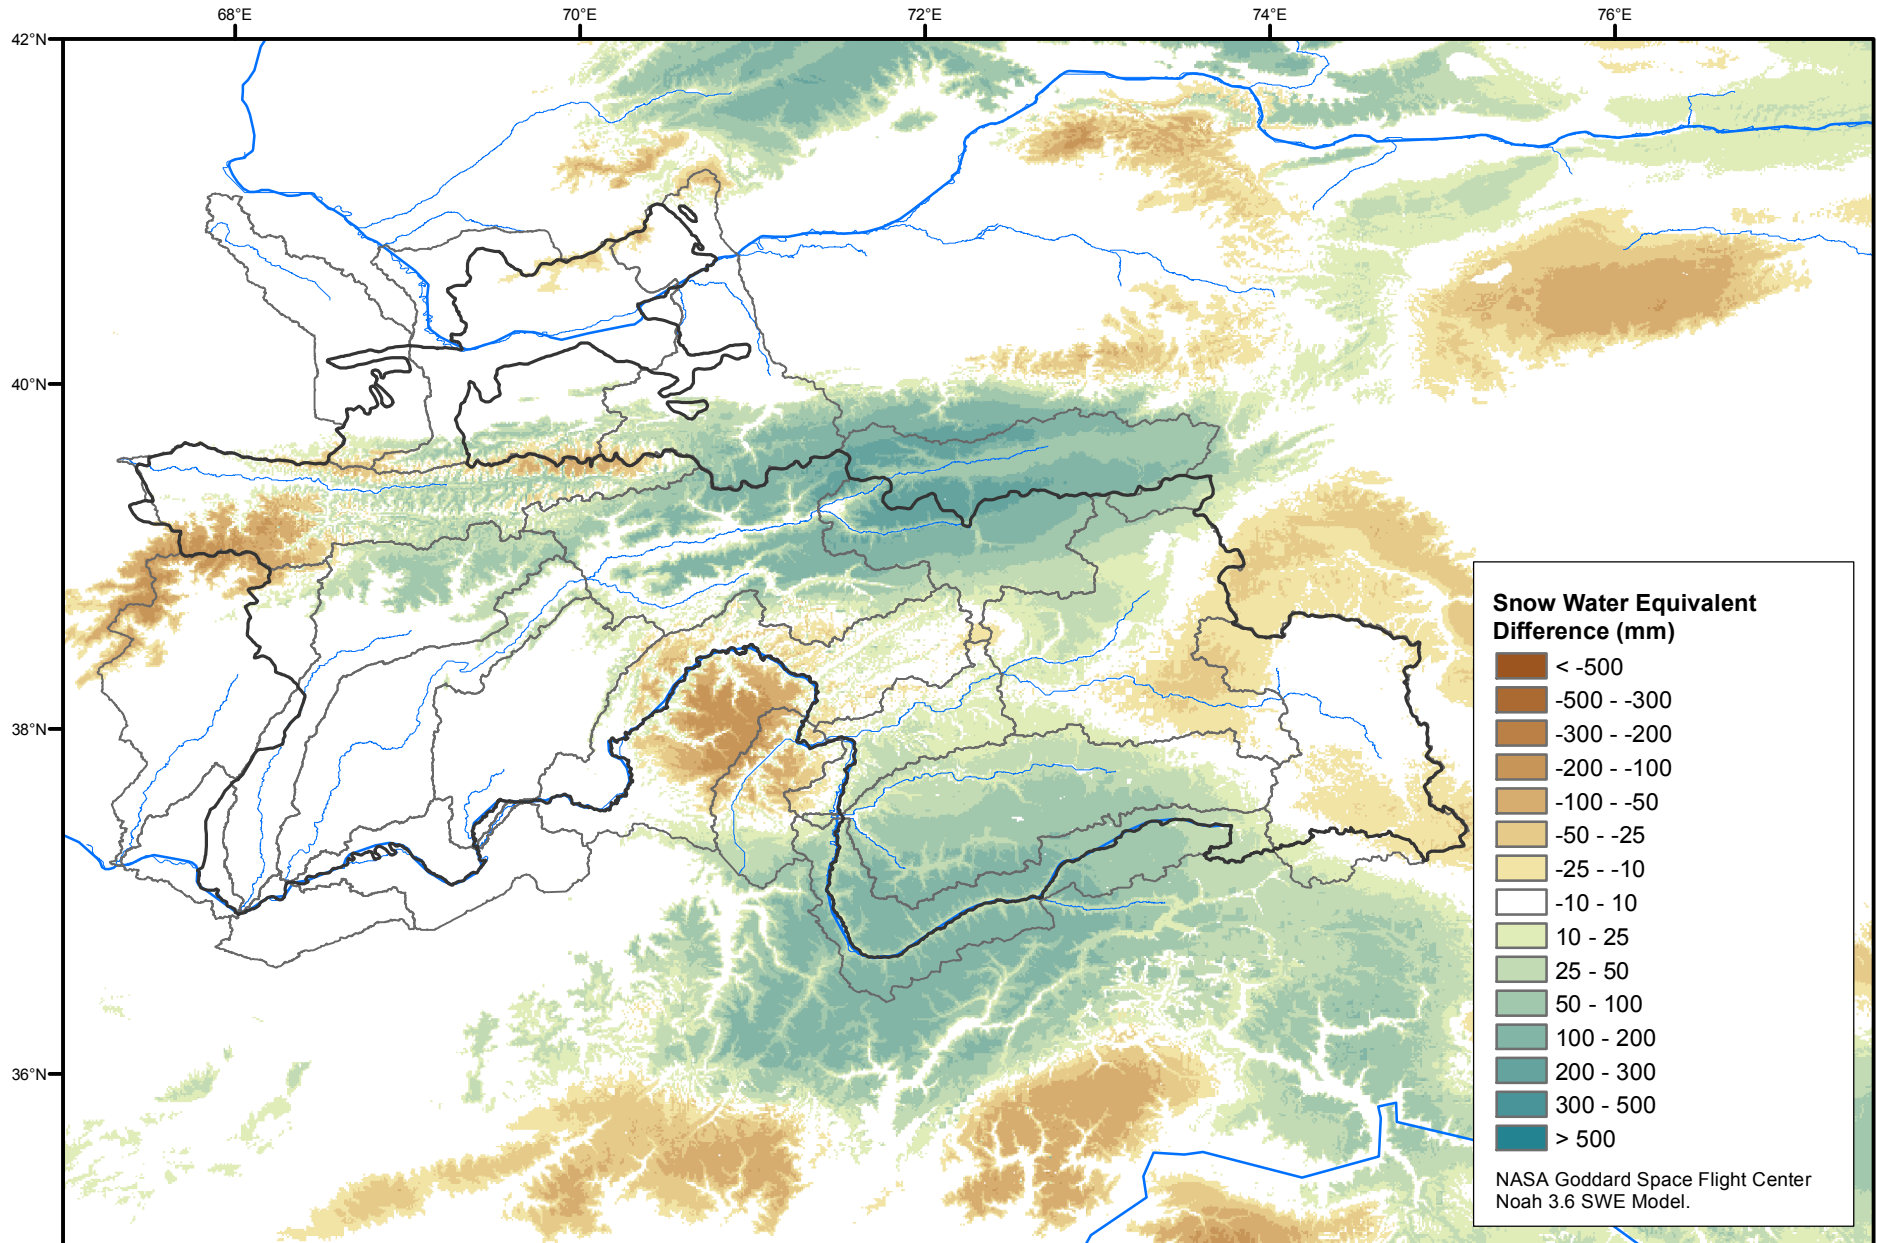 68°E 70°E 72°E 74°E 76°E
42°N
40°N
38°N
36°N
Snow Water Equivalent
Difference (mm)
< -500
-500 - -300
-300 - -200
-200 - -100
-100 - -50
-50 - -25
-25 - -10
-10 - 10
10 - 25
25 - 50
50 - 100
100 - 200
200 - 300
300 - 500
> 500
NASA Goddard Space Flight Center
Noah 3.6 SWE Model.